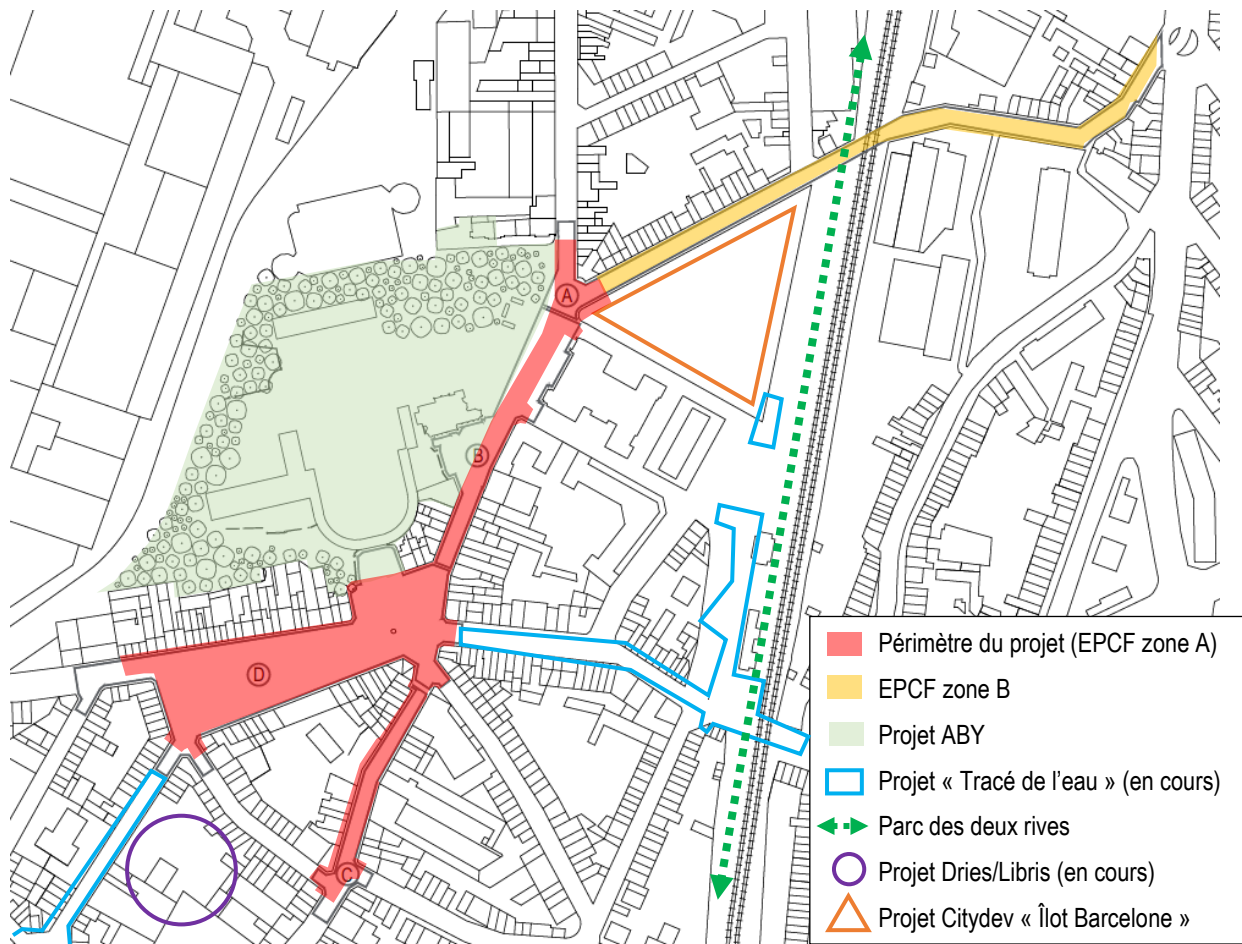 A
B
D
C
Périmètre du projet (EPCF zone A)
EPCF zone B
Projet ABY
Projet « Tracé de l'eau » (en cours)
Parc des deux rives
Projet Dries/Libris (en cours)
Projet Citydev « Îlot Barcelone »